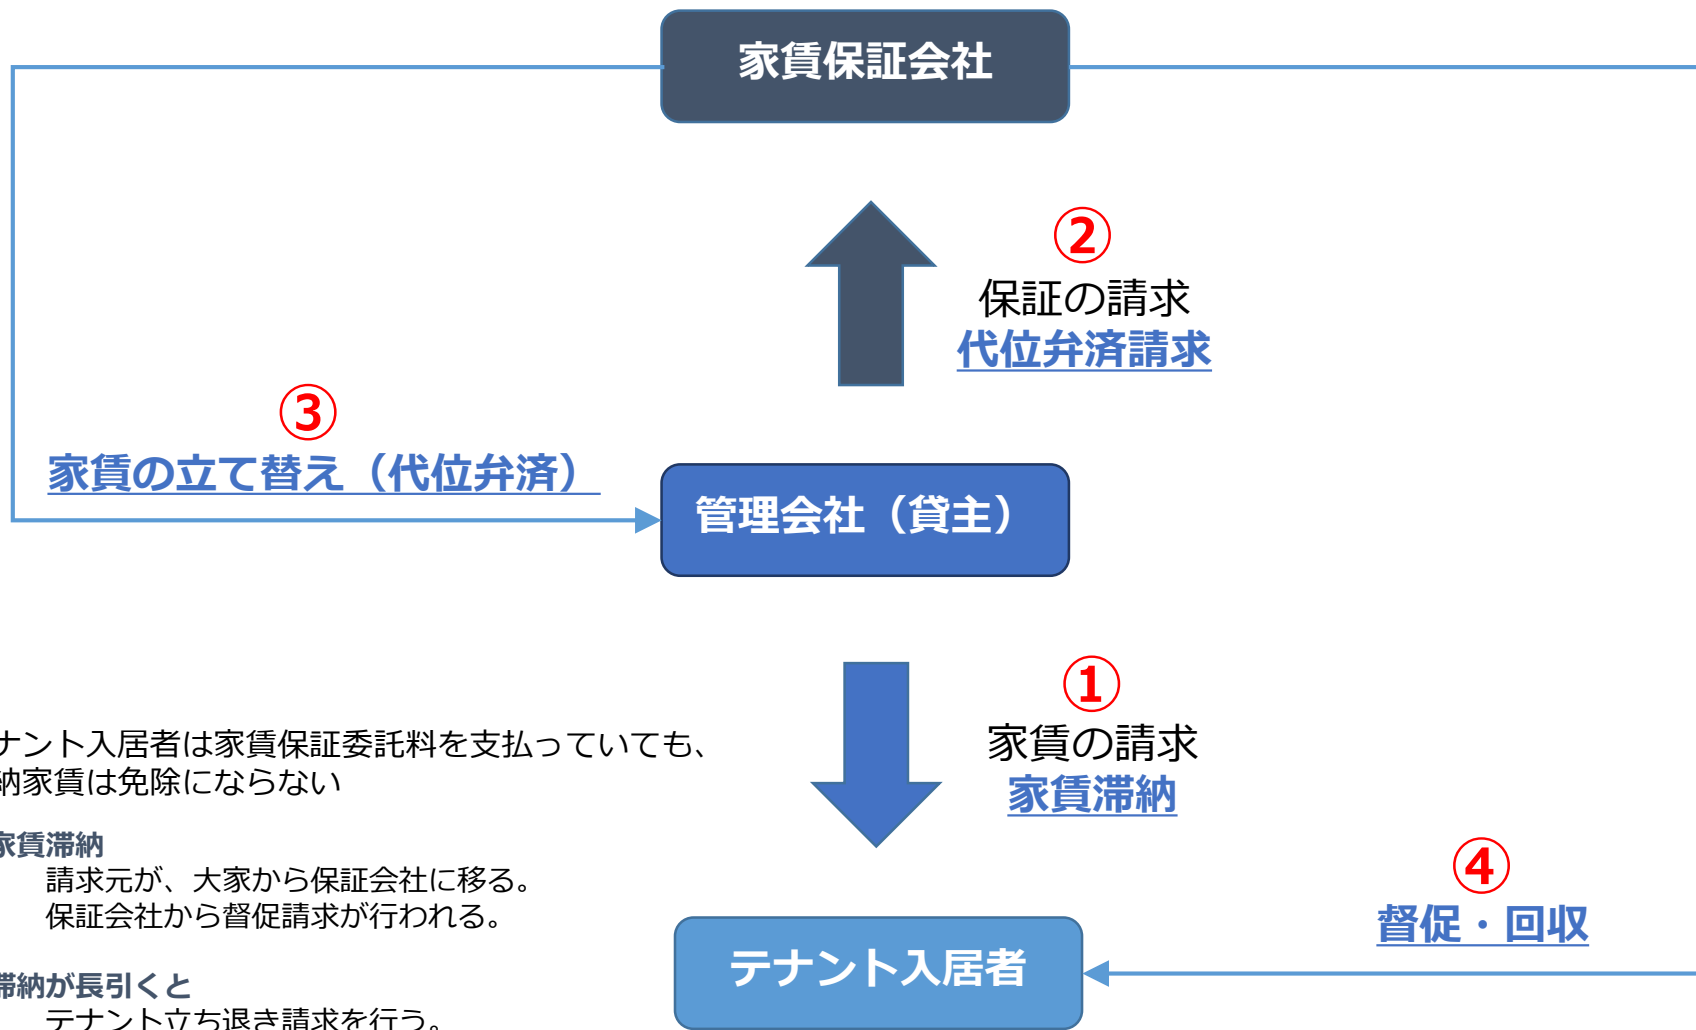 家賃保証会社
②
保証の請求
代位弁済請求
③
家賃の立て替え（代位弁済）
管理会社（貸主）
①
家賃の請求
家賃滞納
ナント入居者は家賃保証委託料を支払っていても、
納家賃は免除にならない
家賃滞納
請求元が、大家から保証会社に移る。
保証会社から督促請求が行われる。
④
督促・回収
テナント入居者
滞納が長引くと
テナント立ち退き請求を行う。